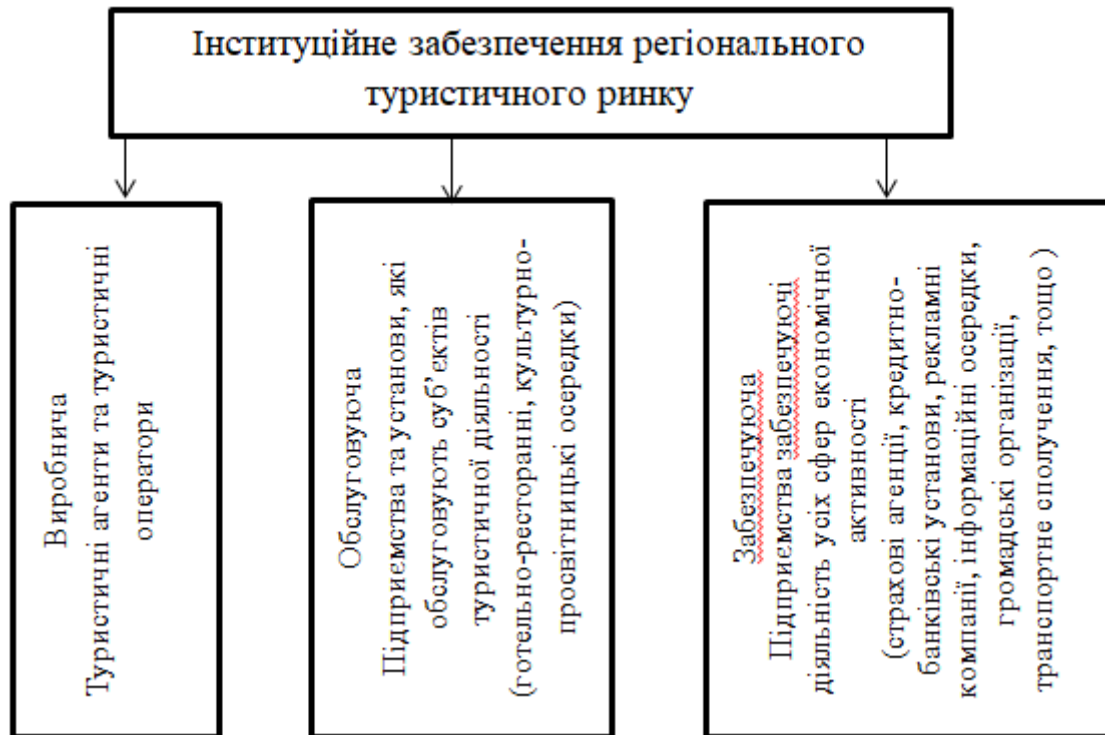 Інституційне забезпечення регіонального
туристичного ринку
Виробнича
Туристичні агенти та туристичні
оператори
Обслуговуюча
Підприємства та установи, які
обслуговують суб’єктів
туристичної діяльності
(готельно-ресторанні, культурно-
просвітницькі осередки)
Забезпечуюча
Підприємства забезпечуючі
діяльність усіх сфер економічної
активності
(страхові агенції, кредитно-
банківські установи, рекламні
компанії, інформаційні осередки,
громадські організації,
транспортне сполучення, тощо )